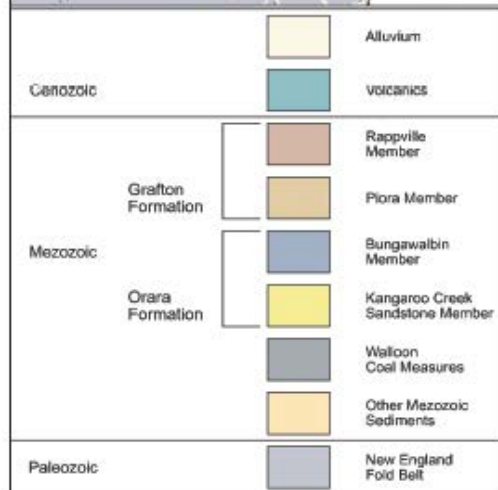 Alluvium
Cenozoic
Volcanics
Rappville
Member
Grafton
Formation
Piora Member
Mezozoic
Bungawalbin
Member
Orara
Formation
Kangaroo Creek
Sandstone Member
Walloon
Coal Measures
Other Mezozoic
Sediments
Paleozoic
New England
Fold Belt